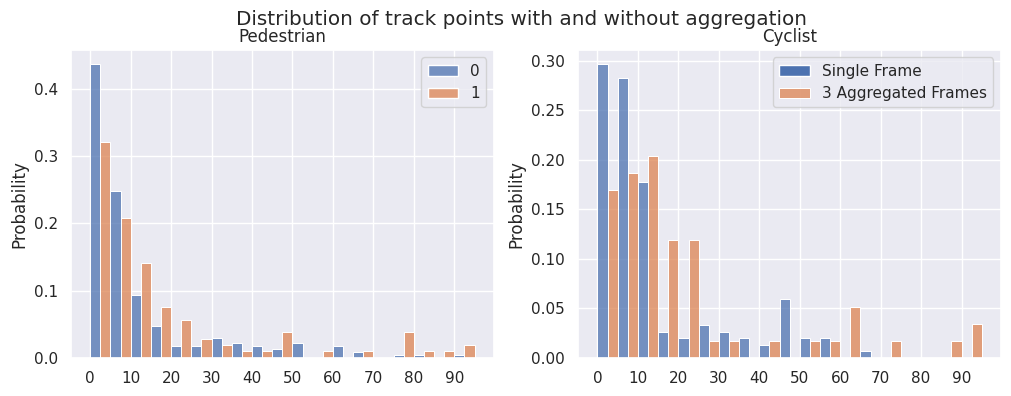 Distribution of track points with and without aggregation
Pedestrian
Probability
0.4
0.3
0.2
0.1
0.0
0 10 20 30 40 50 60 70 80 90
0
1
Cyclist
Probability
0.30
0.25
0.20
0.15
0.10
0.05
0.00
0 10 20 30 40 50 60 70 80 90
Single Frame
3 Aggregated Frames